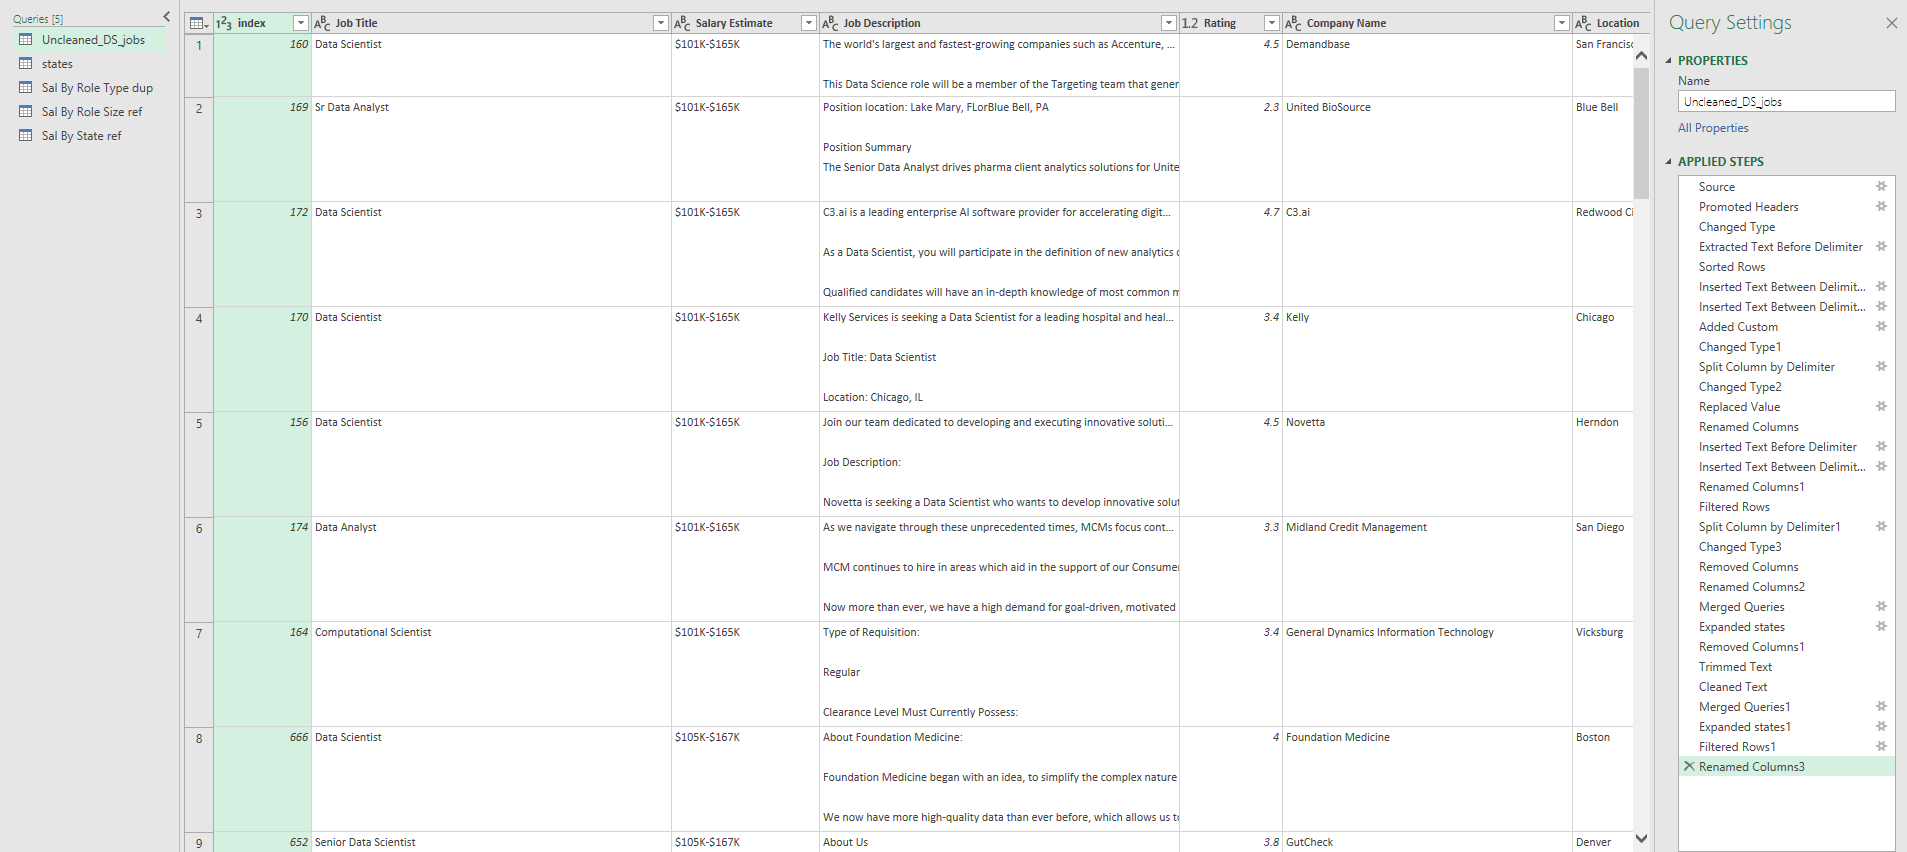 Queries [5]
Uncleaned_DS_jobs
states
Sal By Role Type dup
Sal By Role Size ref
Sal By State ref
1 2 3 index ABC Job Title ABC Salary Estimate ABC Job Description 1.2 Rating ABC Company Name ABC Location
1 160 Data Scientist $101K-$165K The world's largest and fastest-growing companies such as Accenture, ... 4.5 Demandbase San Francisc
This Data Science role will be a member of the Targeting team that gener
2 169 Sr Data Analyst $101K-$165K Position location: Lake Mary, FLorBlue Bell, PA 2.3 United BioSource Blue Bell
Position Summary
The Senior Data Analyst drives pharma client analytics solutions for Unite
3 172 Data Scientist $101K-$165K C3.ai is a leading enterprise AI software provider for accelerating digit... 4.7 C3.ai Redwood Ci
As a Data Scientist, you will participate in the definition of new analytics c
Qualified candidates will have an in-depth knowledge of most common m
4 170 Data Scientist $101K-$165K Kelly Services is seeking a Data Scientist for a leading hospital and heal... 3.4 Kelly Chicago
Job Title: Data Scientist
Location: Chicago, IL
5 156 Data Scientist $101K-$165K Join our team dedicated to developing and executing innovative soluti... 4.5 Novetta Herndon
Job Description:
Novetta is seeking a Data Scientist who wants to develop innovative solut
6 174 Data Analyst $101K-$165K As we navigate through these unprecedented times, MCMs focus cont... 3.3 Midland Credit Management San Diego
MCM continues to hire in areas which aid in the support of our Consumer
Now more than ever, we have a high demand for goal-driven, motivated
7 164 Computational Scientist $101K-$165K Type of Requisition: 3.4 General Dynamics Information Technology Vicksburg
Regular
Clearance Level Must Currently Possess:
8 666 Data Scientist $105K-$167K About Foundation Medicine: 4 Foundation Medicine Boston
Foundation Medicine began with an idea, to simplify the complex nature
We now have more high-quality data than ever before, which allows us to
9 652 Senior Data Scientist $105K-$167K About Us 3.8 GutCheck Denver
Query Settings
PROPERTIES
Name
Uncleaned_DS_jobs
All Properties
APPLIED STEPS
Source
Promoted Headers
Changed Type
Extracted Text Before Delimiter
Sorted Rows
Inserted Text Between Delimit...
Inserted Text Between Delimit...
Added Custom
Changed Type1
Split Column by Delimiter
Changed Type2
Replaced Value
Renamed Columns
Inserted Text Before Delimiter
Inserted Text Between Delimit...
Renamed Columns1
Filtered Rows
Split Column by Delimiter1
Changed Type3
Removed Columns
Renamed Columns2
Merged Queries
Expanded states
Removed Columns1
Trimmed Text
Cleaned Text
Merged Queries1
Expanded states1
Filtered Rows1
Renamed Columns3